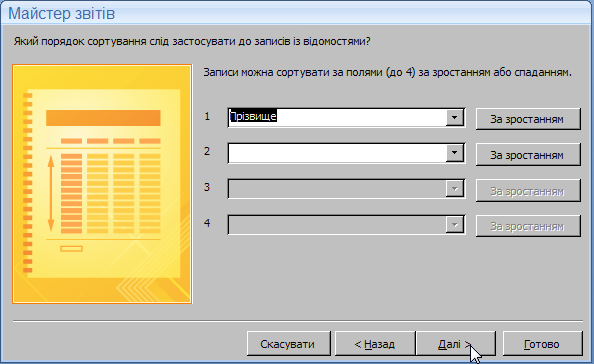 Майстер звітів
Який порядок сортування слід застосувати до записів із відомостями?
Записи можна сортувати за полями (до 4) за зростанням або спаданням.
1 Прізвище За зростанням
2 За зростанням
3 За зростанням
4 За зростанням
Скасувати < Назад Далі > Готово